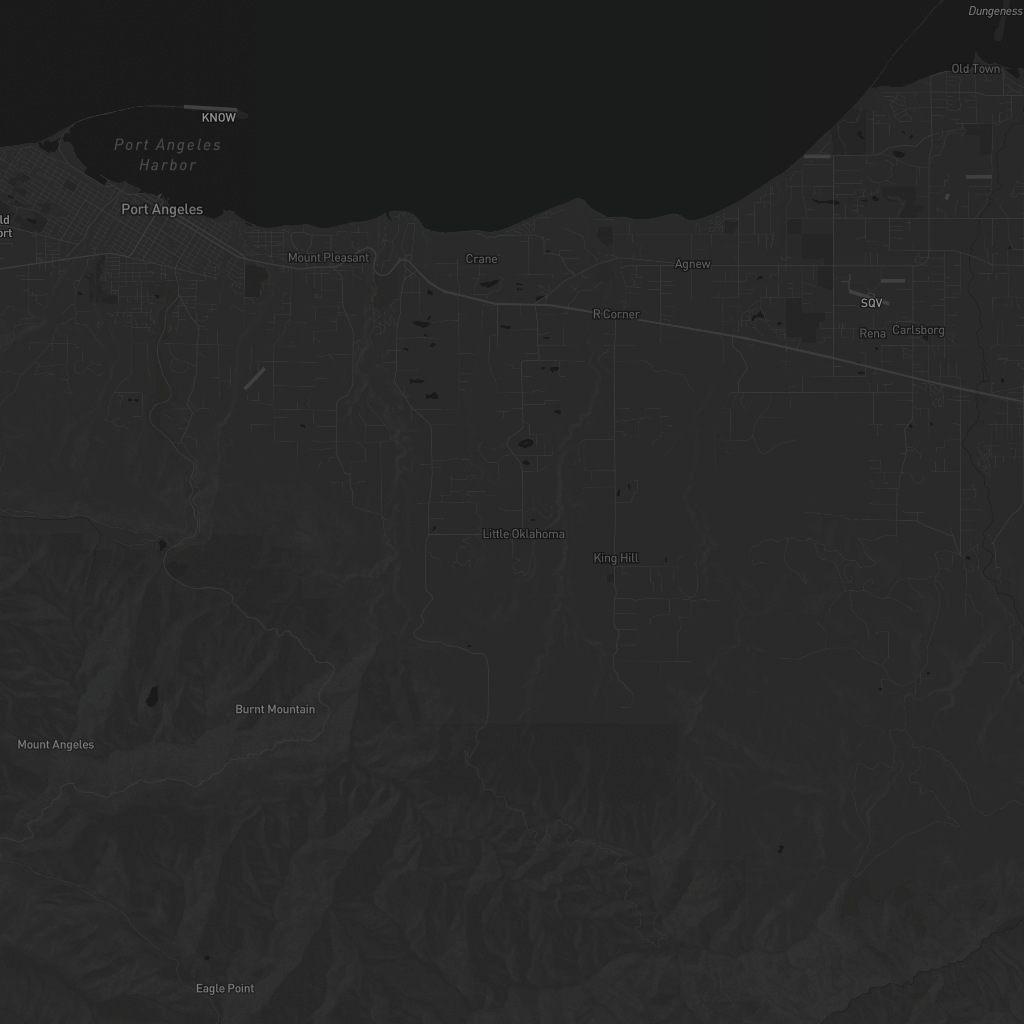 Dungeness
Old Town
KNOW
Port Angeles
Harbor
Port Angeles
ld
ort
Mount Pleasant
Crane
Agnew
SQV
R Corner
Rena
Carlsborg
Little Oklahoma
King Hill
Burnt Mountain
Mount Angeles
Eagle Point